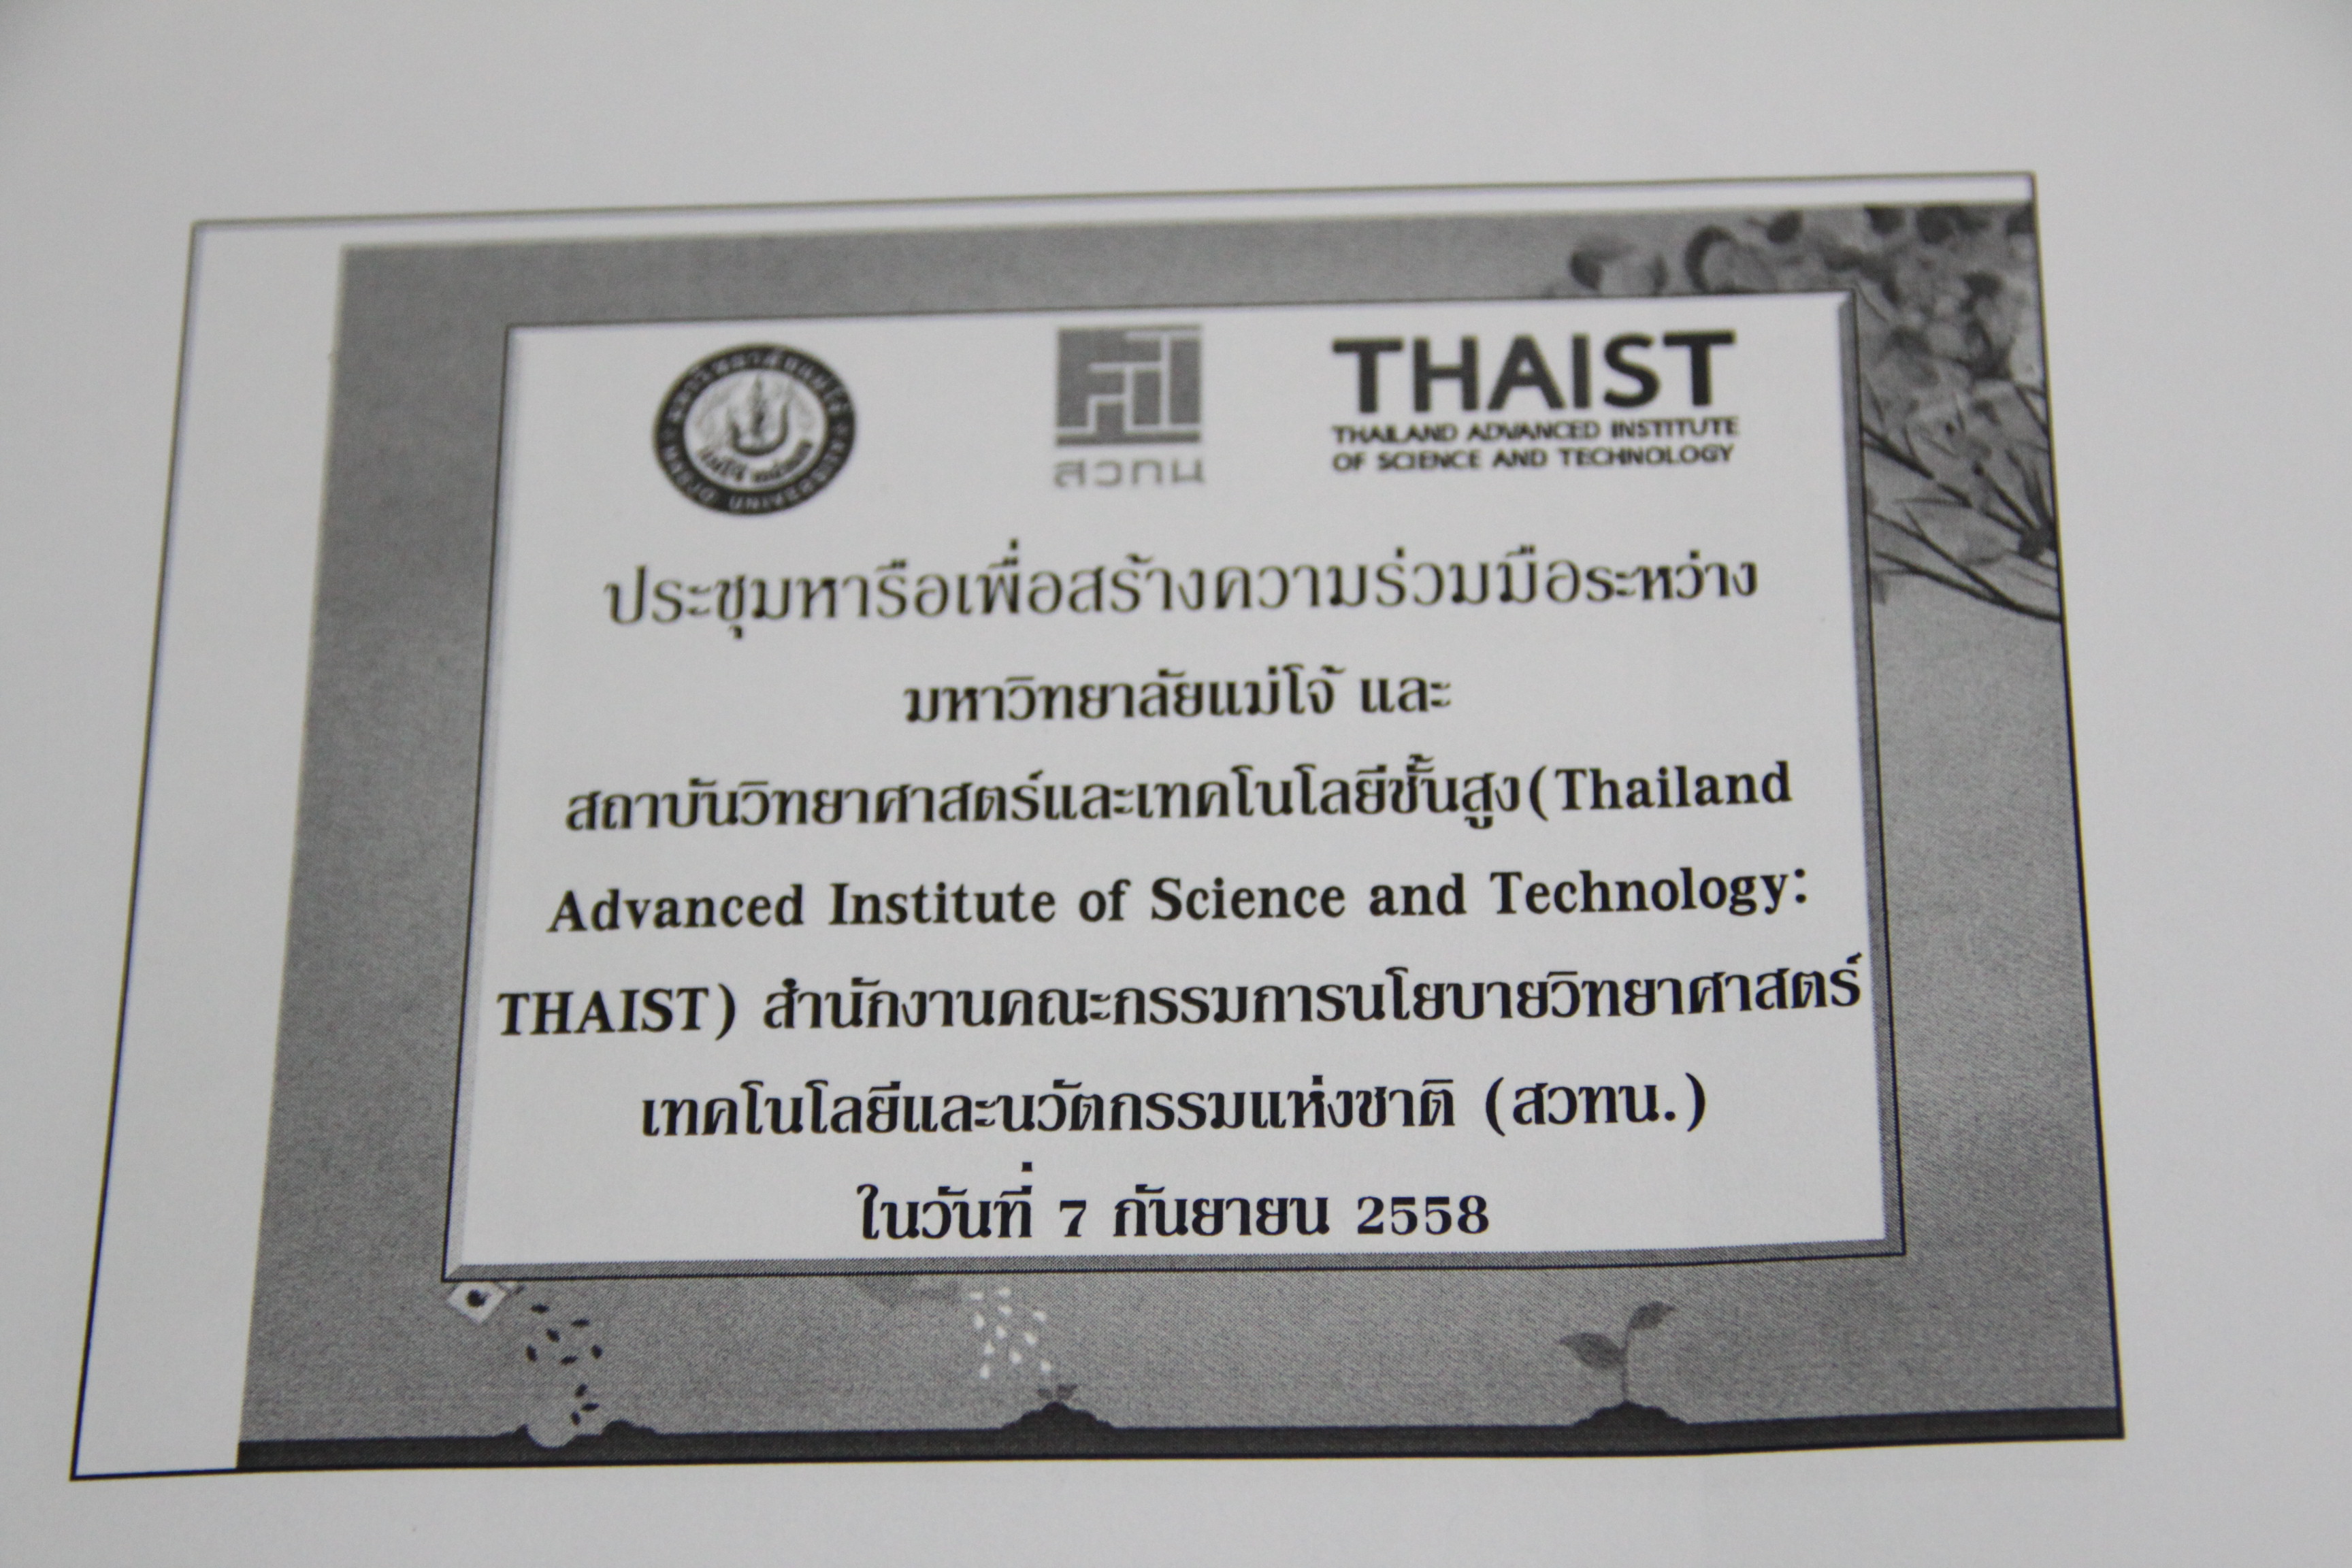 สวทน
THAIST
THAILAND ADVANCED INSTITUTE
OF SCIENCE AND TECHNOLOGY
ประชุมหารือเพื่อสร้างความร่วมมือระหว่าง
มหาวิทยาลัยแม่โจ้ และ
สถาบันวิทยาศาสตร์และเทคโนโลยีชั้นสูง(Thailand
Advanced Institute of Science and Technology:
THAIST) สำนักงานคณะกรรมการนโยบายวิทยาศาสตร์
เทคโนโลยีและนวัตกรรมแห่งชาติ (สวทน.)
ในวันที่ 7 กันยายน 2558